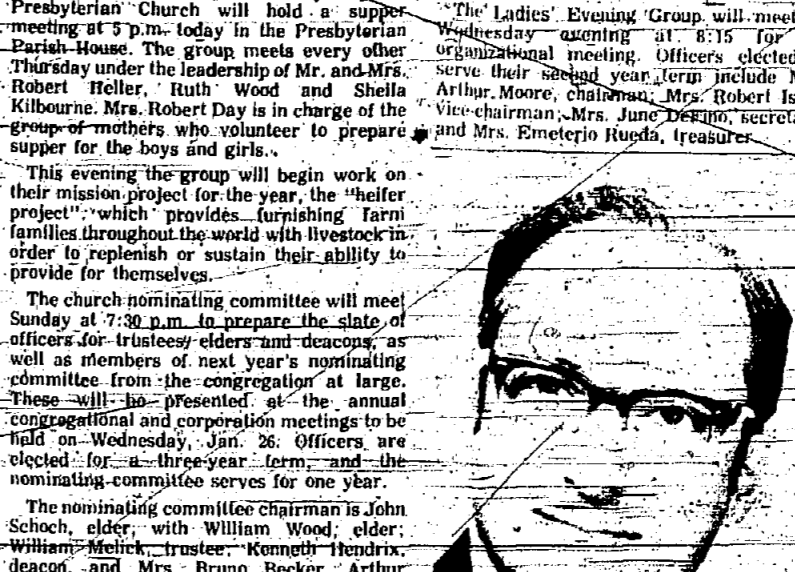 Presbyterian Church will hold a supper
meeting at 5 p.m. today in the Presbyterian
Parish House. The group meets every other
Thursday under the leadership of Mr. and Mrs.
Robert Heller, Ruth Wood and Sheila
Kilbourne. Mrs. Robert Day is in charge of the
group of mothers who volunteer to prepare
supper for the boys and girls.
This evening the group will begin work on
their mission project for the year, the "heifer
project" which provides furnishing farm
families throughout the world with livestock in
order to replenish or sustain their ability to
provide for themselves.
The church nominating committee will meet
Sunday at 7:30 p.m. to prepare the slate of
officers for trustees, elders and deacons, as
well as members of next year's nominating
committee from the congregation at large.
These will be presented at the annual
congregational and corporation meetings to be
held on Wednesday, Jan. 26. Officers are
elected for a three-year term, and the
nominating committee serves for one year.
The nominating committee chairman is John
Schoch, elder; with William Wood, elder;
William Melick, trustee; Kenneth Hendrix,
deacon, and Mrs. Bruno Becker, Arthur
The Ladies' Evening Group will meet
Wednesday evening at 8:15 for
organizational meeting. Officers elected
serve their second year term include
Arthur Moore, chairman; Mrs. Robert Is
vice-chairman; Mrs. June secreta
and Mrs. Emeterio Rueda, treasurer